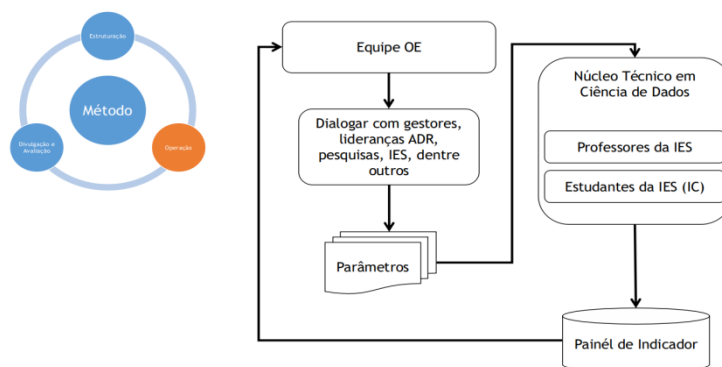 Estruturação
Método
Divulgação e
Avaliação
Operação
Equipe OE
Dialogar com gestores,
lideranças ADR,
pesquisas, IES, dentre
outros
Parâmetros
Núcleo Técnico em
Ciência de Dados
Professores da IES
Estudantes da IES (IC)
Painél de Indicador